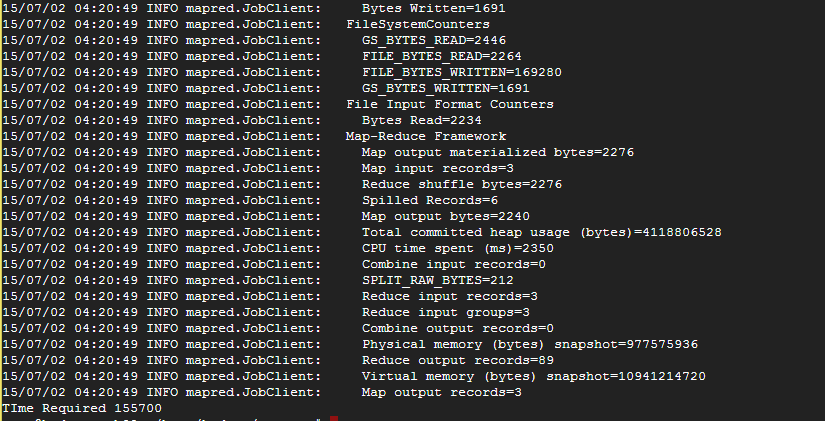 15/07/02 04:20:49 INFO mapred.JobClient:     Bytes Written=1691
15/07/02 04:20:49 INFO mapred.JobClient:   FileSystemCounters
15/07/02 04:20:49 INFO mapred.JobClient:     GS_BYTES_READ=2446
15/07/02 04:20:49 INFO mapred.JobClient:     FILE_BYTES_READ=2264
15/07/02 04:20:49 INFO mapred.JobClient:     FILE_BYTES_WRITTEN=169280
15/07/02 04:20:49 INFO mapred.JobClient:     GS_BYTES_WRITTEN=1691
15/07/02 04:20:49 INFO mapred.JobClient:   File Input Format Counters
15/07/02 04:20:49 INFO mapred.JobClient:     Bytes Read=2234
15/07/02 04:20:49 INFO mapred.JobClient:   Map-Reduce Framework
15/07/02 04:20:49 INFO mapred.JobClient:     Map output materialized bytes=2276
15/07/02 04:20:49 INFO mapred.JobClient:     Map input records=3
15/07/02 04:20:49 INFO mapred.JobClient:     Reduce shuffle bytes=2276
15/07/02 04:20:49 INFO mapred.JobClient:     Spilled Records=6
15/07/02 04:20:49 INFO mapred.JobClient:     Map output bytes=2240
15/07/02 04:20:49 INFO mapred.JobClient:     Total committed heap usage (bytes)=4118806528
15/07/02 04:20:49 INFO mapred.JobClient:     CPU time spent (ms)=2350
15/07/02 04:20:49 INFO mapred.JobClient:     Combine input records=0
15/07/02 04:20:49 INFO mapred.JobClient:     SPLIT_RAW_BYTES=212
15/07/02 04:20:49 INFO mapred.JobClient:     Reduce input records=3
15/07/02 04:20:49 INFO mapred.JobClient:     Reduce input groups=3
15/07/02 04:20:49 INFO mapred.JobClient:     Combine output records=0
15/07/02 04:20:49 INFO mapred.JobClient:     Physical memory (bytes) snapshot=977575936
15/07/02 04:20:49 INFO mapred.JobClient:     Reduce output records=89
15/07/02 04:20:49 INFO mapred.JobClient:     Virtual memory (bytes) snapshot=10941214720
15/07/02 04:20:49 INFO mapred.JobClient:     Map output records=3
TIme Required 155700